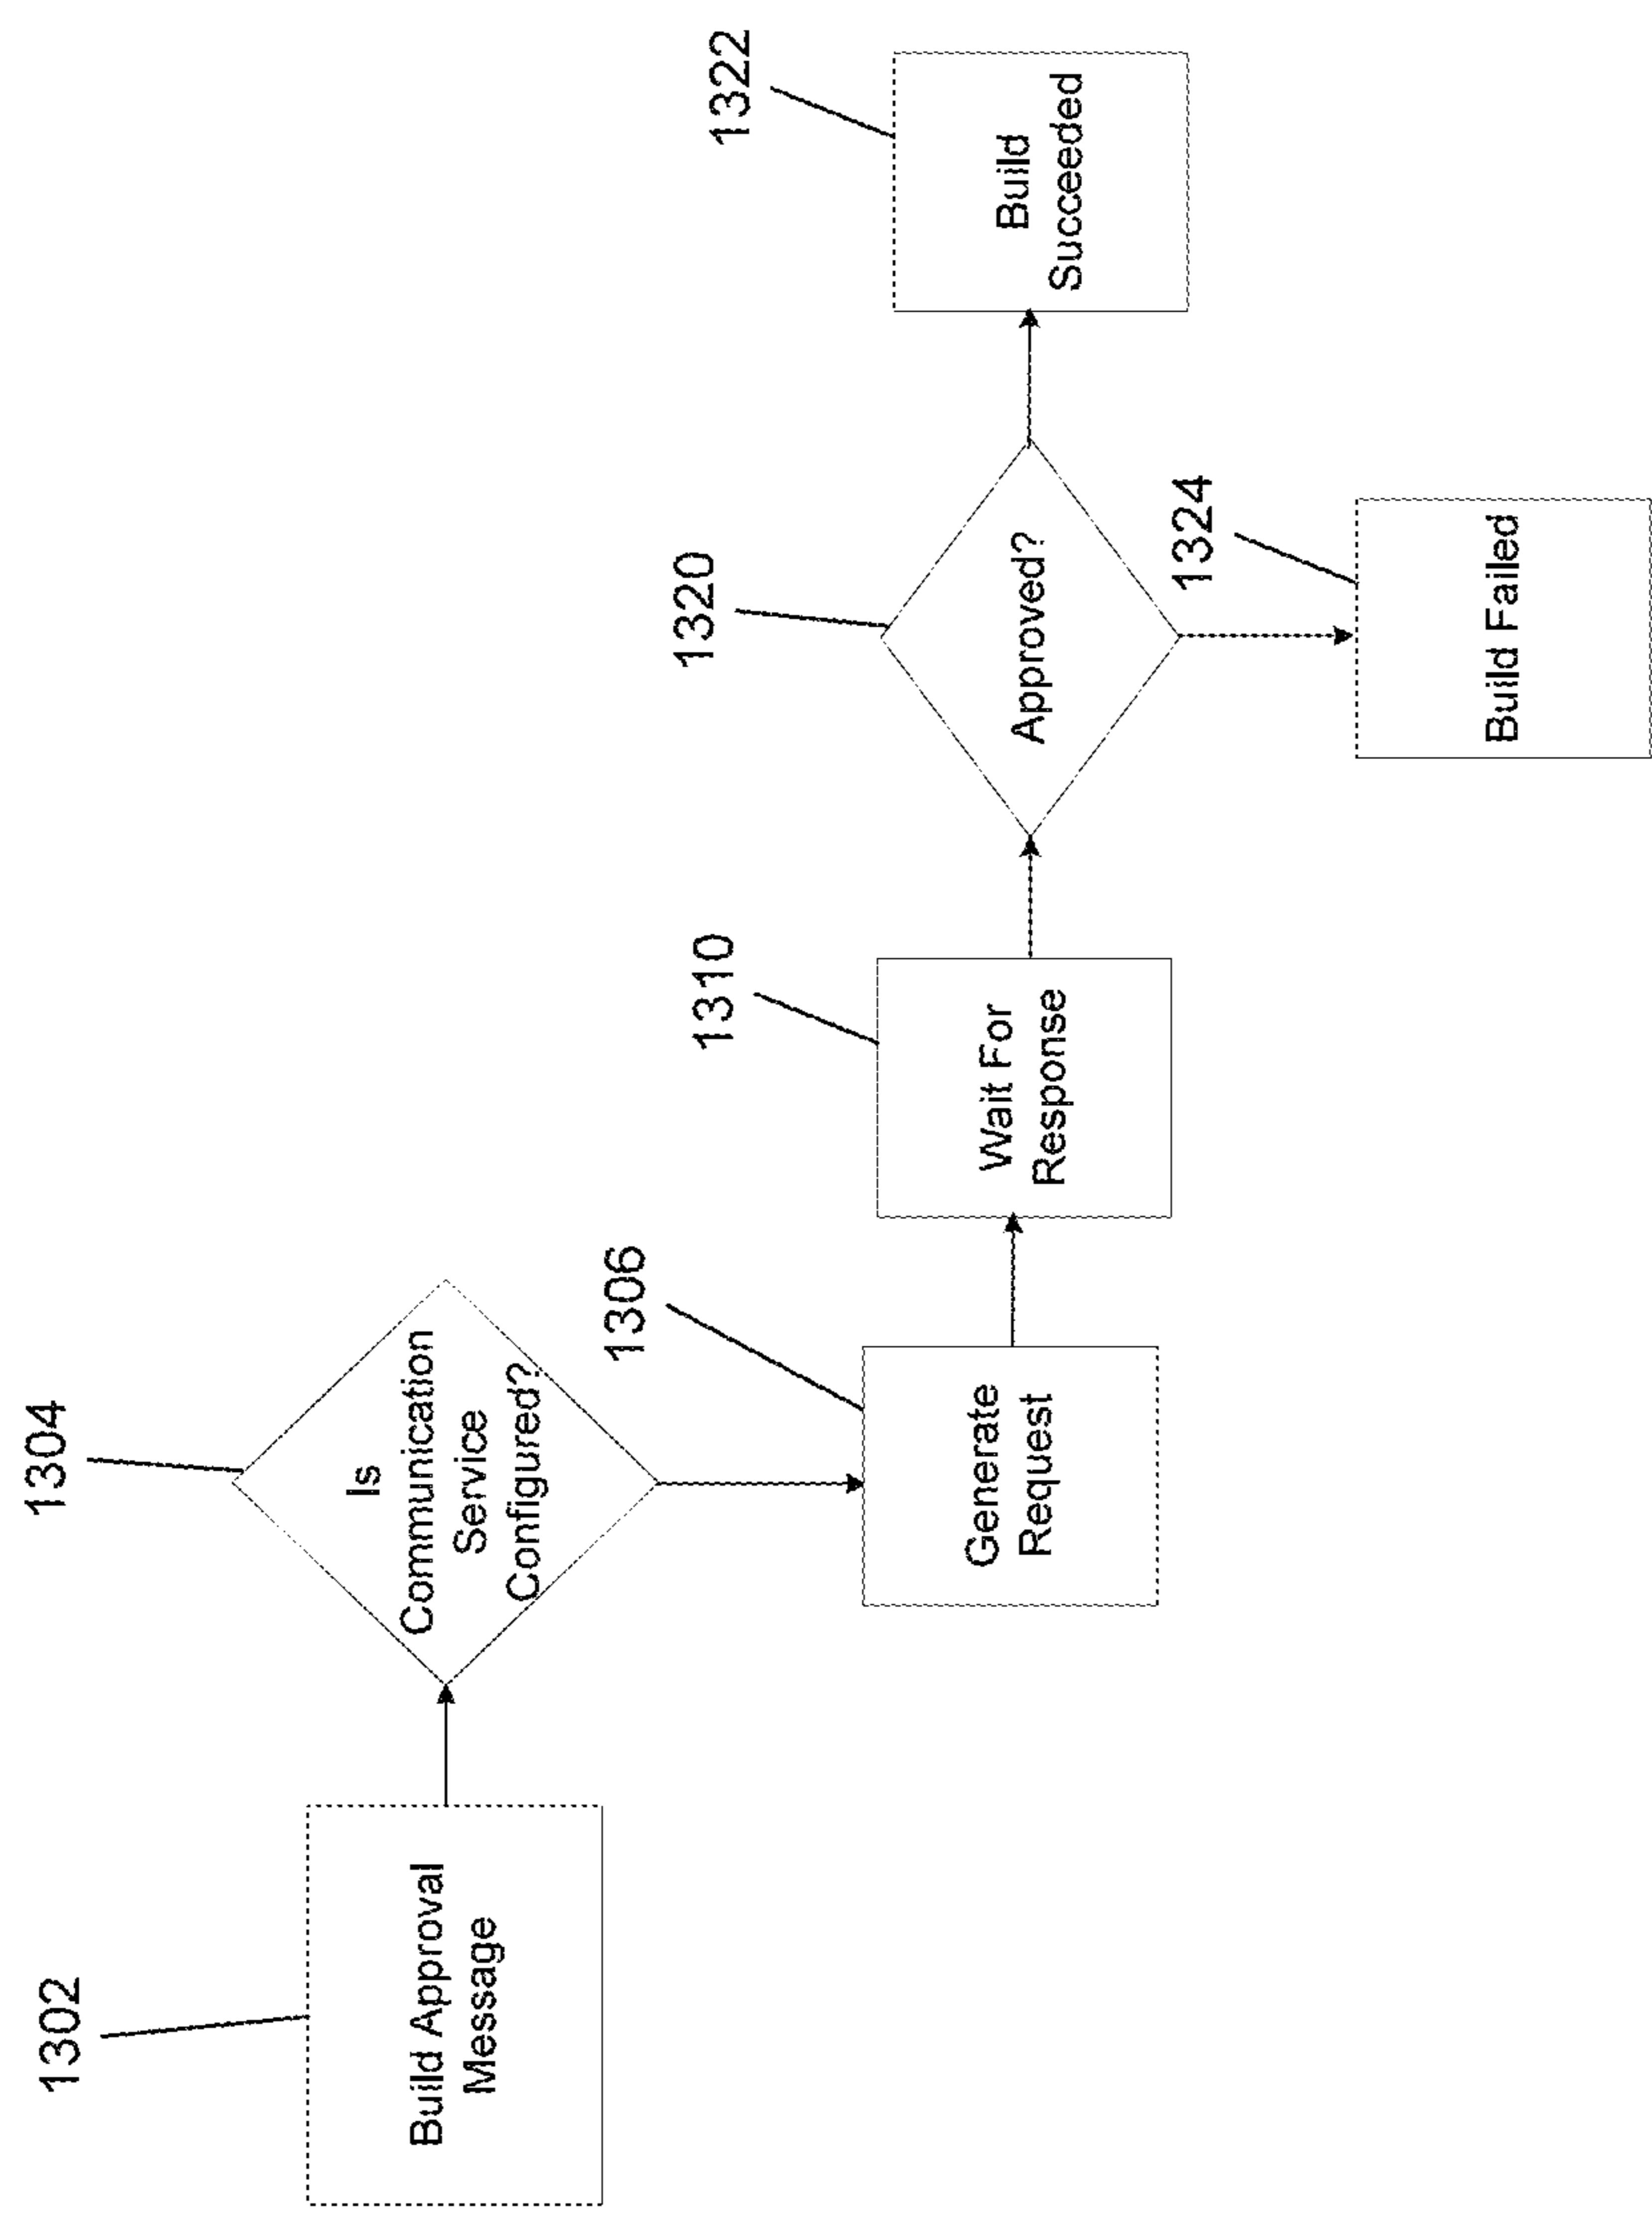 1302
Build Approval
Message
1304
Is
Communication
Service
Configured?
1306
Generate
Request
1310
Wait For
Response
1320
Approved?
1322
Build
Succeeded
1324
Build Failed